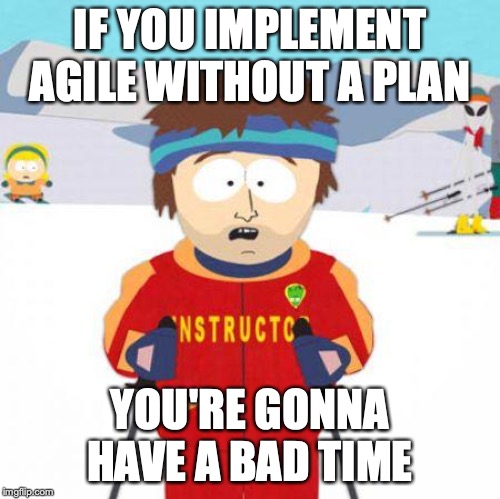 IF YOU IMPLEMENT
AGILE WITHOUT A PLAN
INSTRUCTO
YOU'RE GONNA
HAVE A BAD TIME
imgflip.com